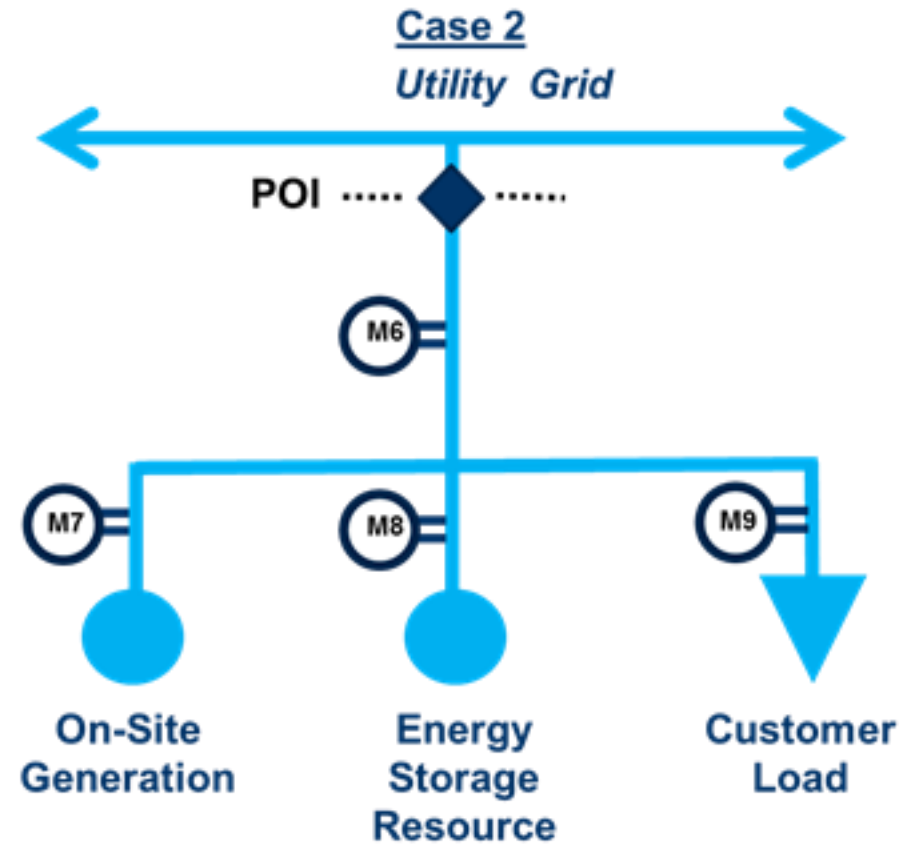 Case 2
Utility Grid
POI
M6
M7
M8
M9
On-Site
Generation
Energy
Storage
Resource
Customer
Load